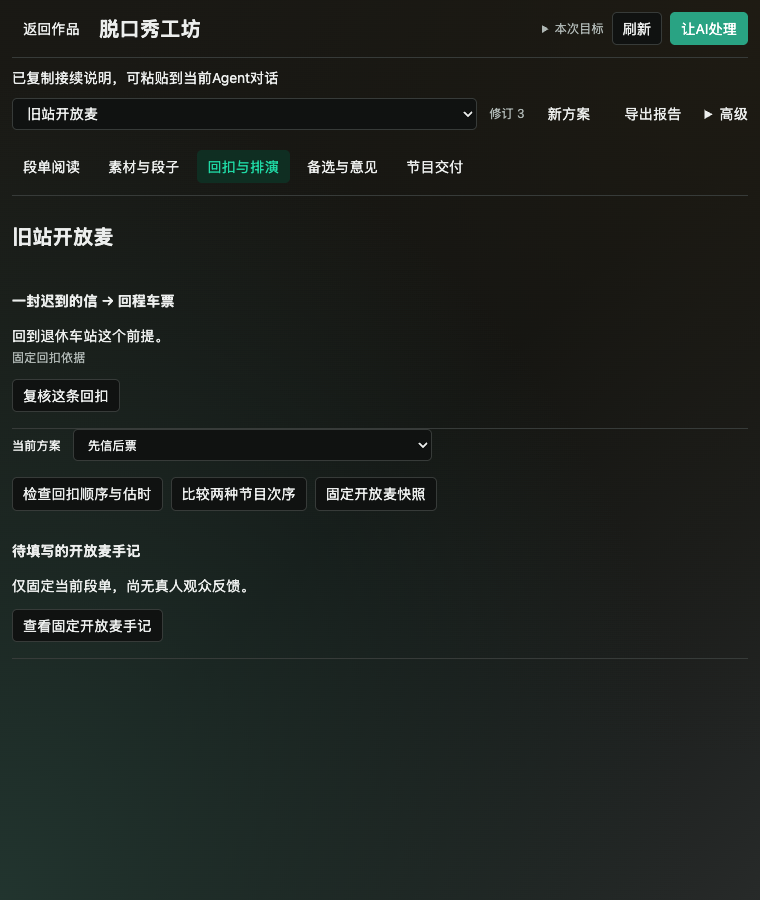 返回作品 脱口秀工坊 ▶ 本次目标 刷新 让AI处理
已复制接续说明，可粘贴到当前Agent对话
旧站开放麦 修订 3 新方案 导出报告 ▶ 高级
段单阅读 素材与段子 回扣与排演 备选与意见 节目交付
旧站开放麦
一封迟到的信 → 回程车票
回到退休车站这个前提。
固定回扣依据
复核这条回扣
当前方案 先信后票
检查回扣顺序与估时 比较两种节目次序 固定开放麦快照
待填写的开放麦手记
仅固定当前段单，尚无真人观众反馈。
查看固定开放麦手记